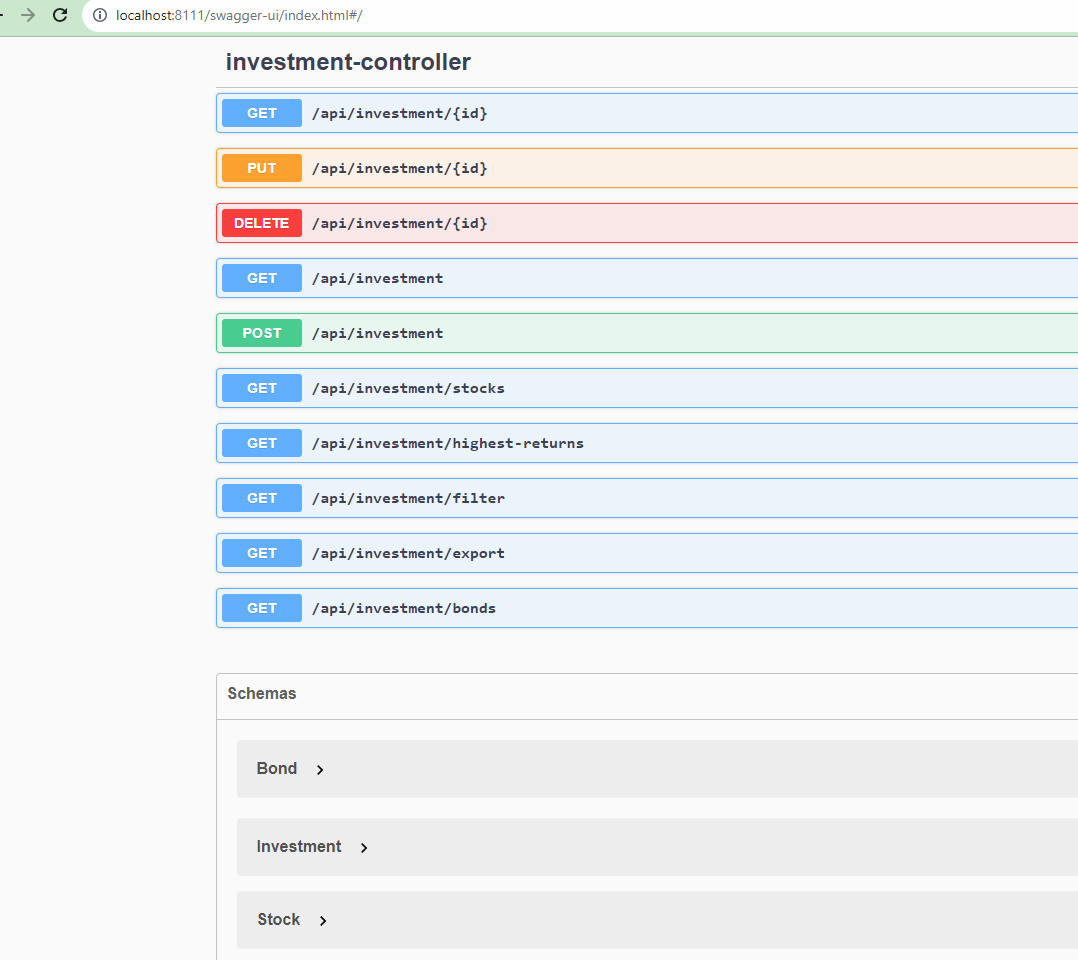 localhost:8111/swagger-ui/index.html#/
investment-controller
GET /api/investment/{id}
PUT /api/investment/{id}
DELETE /api/investment/{id}
GET /api/investment
POST /api/investment
GET /api/investment/stocks
GET /api/investment/highest-returns
GET /api/investment/filter
GET /api/investment/export
GET /api/investment/bonds
Schemas
Bond
Investment
Stock